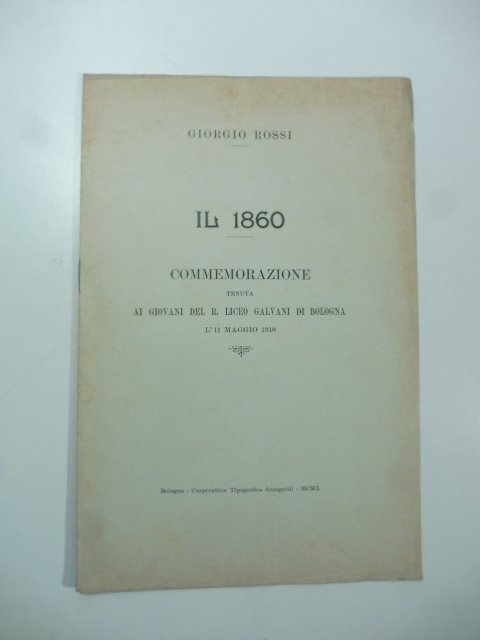 GIORGIO ROSSI
IL 1860
COMMEMORAZIONE
TENUTA
AI GIOVANI DEL R. LICEO GALVANI DI BOLOGNA
L' 11 MAGGIO 1910
Bologna - Cooperativa Tipografica Azzoguidi - MCMX.